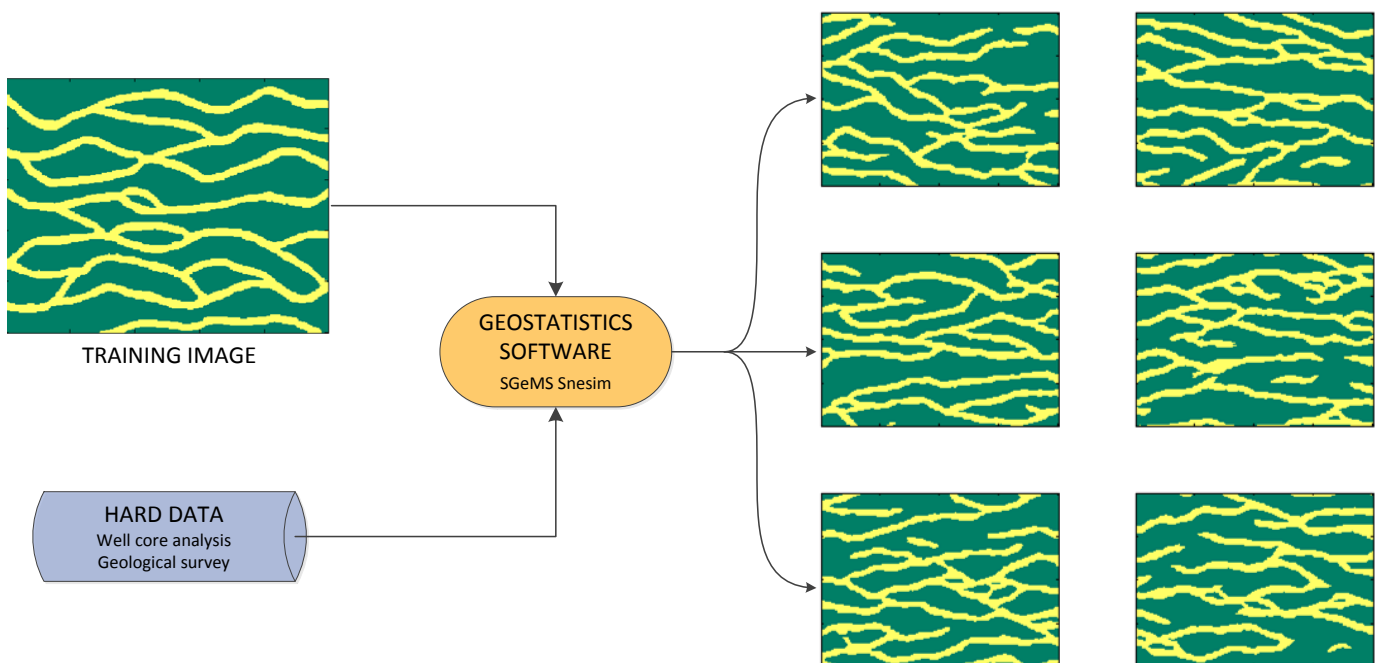 TRAINING IMAGE
GEOSTATISTICS
SOFTWARE
SGeMS Snesim
HARD DATA
Well core analysis
Geological survey